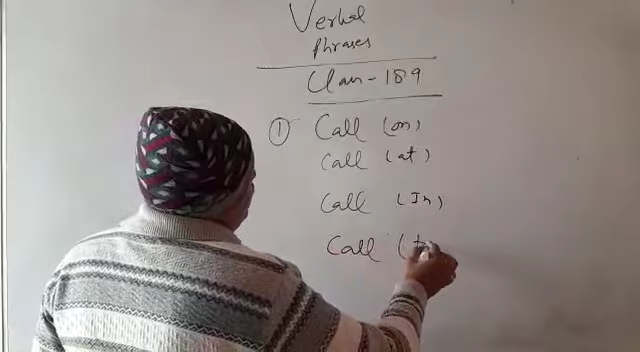 Verbal
Phrases
Class - 189
① Call (on)
Call (at)
Call (In)
Call (